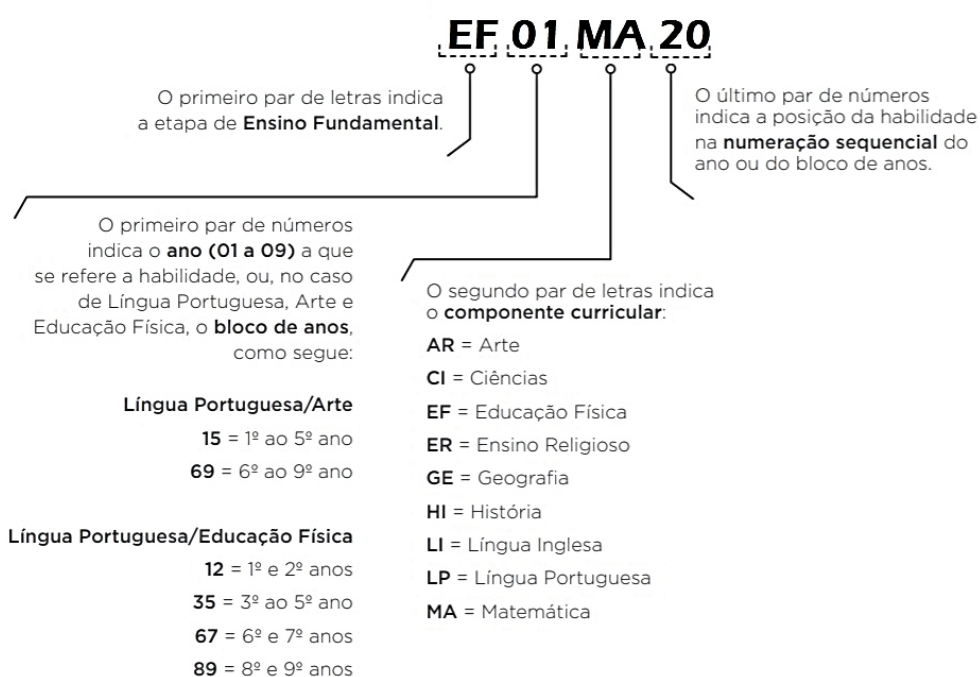 EF 01 MA 20
O primeiro par de letras indica
a etapa de Ensino Fundamental.
O último par de números
indica a posição da habilidade
na numeração sequencial do
ano ou do bloco de anos.
O primeiro par de números
indica o ano (01 a 09) a que
se refere a habilidade, ou, no caso
de Língua Portuguesa, Arte e
Educação Física, o bloco de anos,
como segue:
Língua Portuguesa/Arte
15 = 1º ao 5º ano
69 = 6º ao 9º ano
Língua Portuguesa/Educação Física
12 = 1º e 2º anos
35 = 3º ao 5º ano
67 = 6º e 7º anos
89 = 8º e 9º anos
O segundo par de letras indica
o componente curricular:
AR = Arte
CI = Ciências
EF = Educação Física
ER = Ensino Religioso
GE = Geografia
HI = História
LI = Língua Inglesa
LP = Língua Portuguesa
MA = Matemática